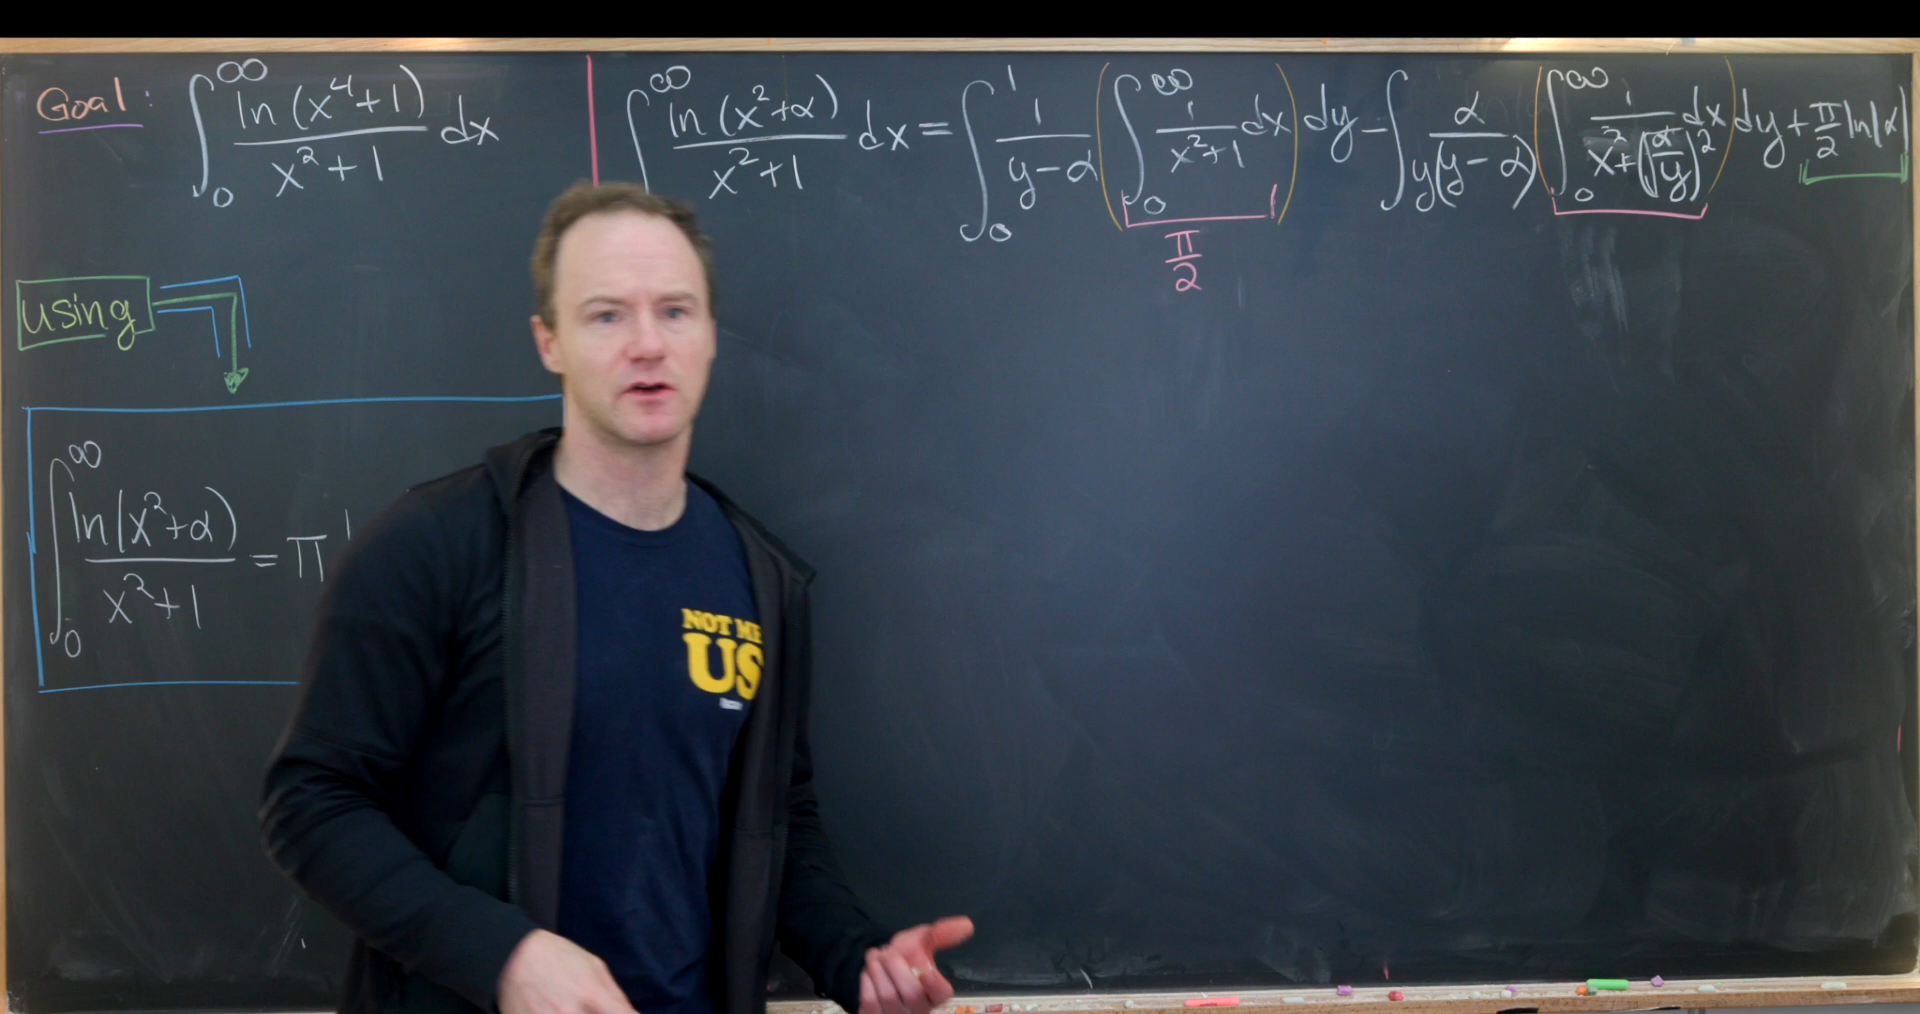 Goal: ∫₀^∞ ln(x⁴+1)/(x²+1) dx
∫^∞ ln(x²+α)/(x²+1) dx = ∫₀¹ 1/(y-α) (∫₀^∞ 1/(x²+1) dx) dy - ∫ α/(y(y-α)) (∫₀^∞ 1/(x²+(√(α/y))²) dx) dy + π/2 ln|α|
π/2
using
∫₀^∞ ln(x²+α)/(x²+1) = π
NOT ME
US